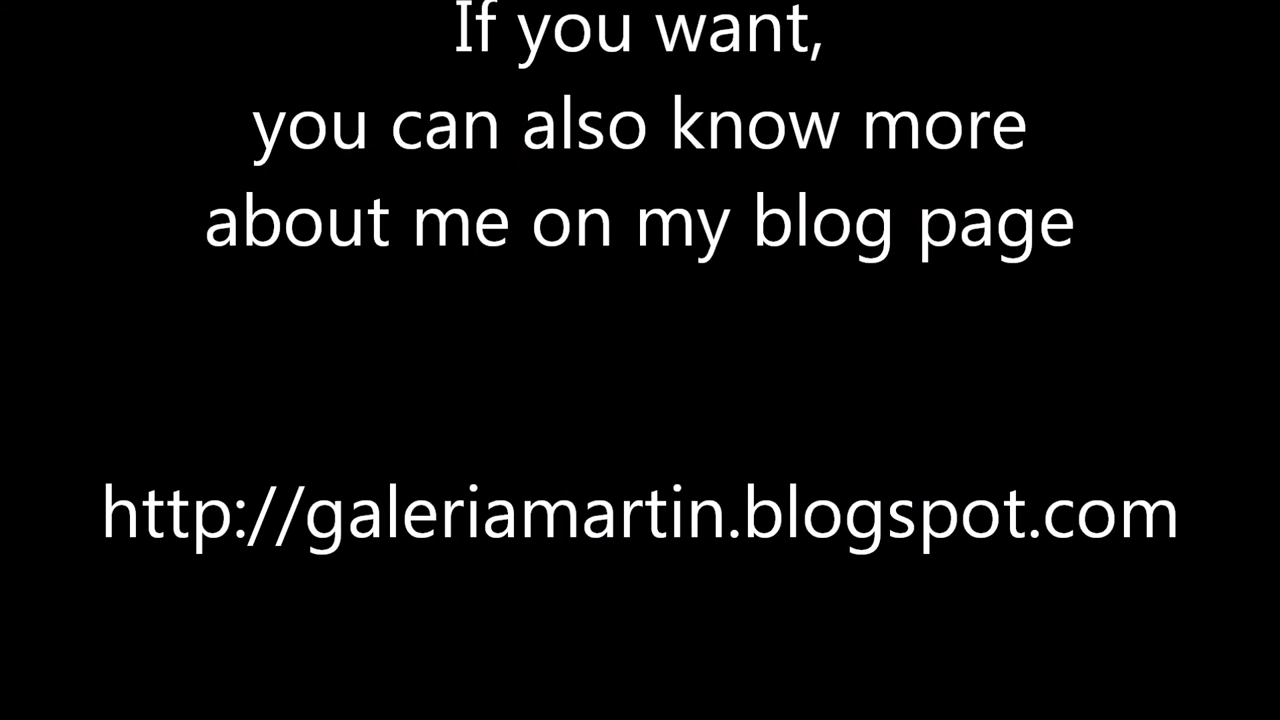 If you want,
you can also know more
about me on my blog page
http://galeriamartin.blogspot.com